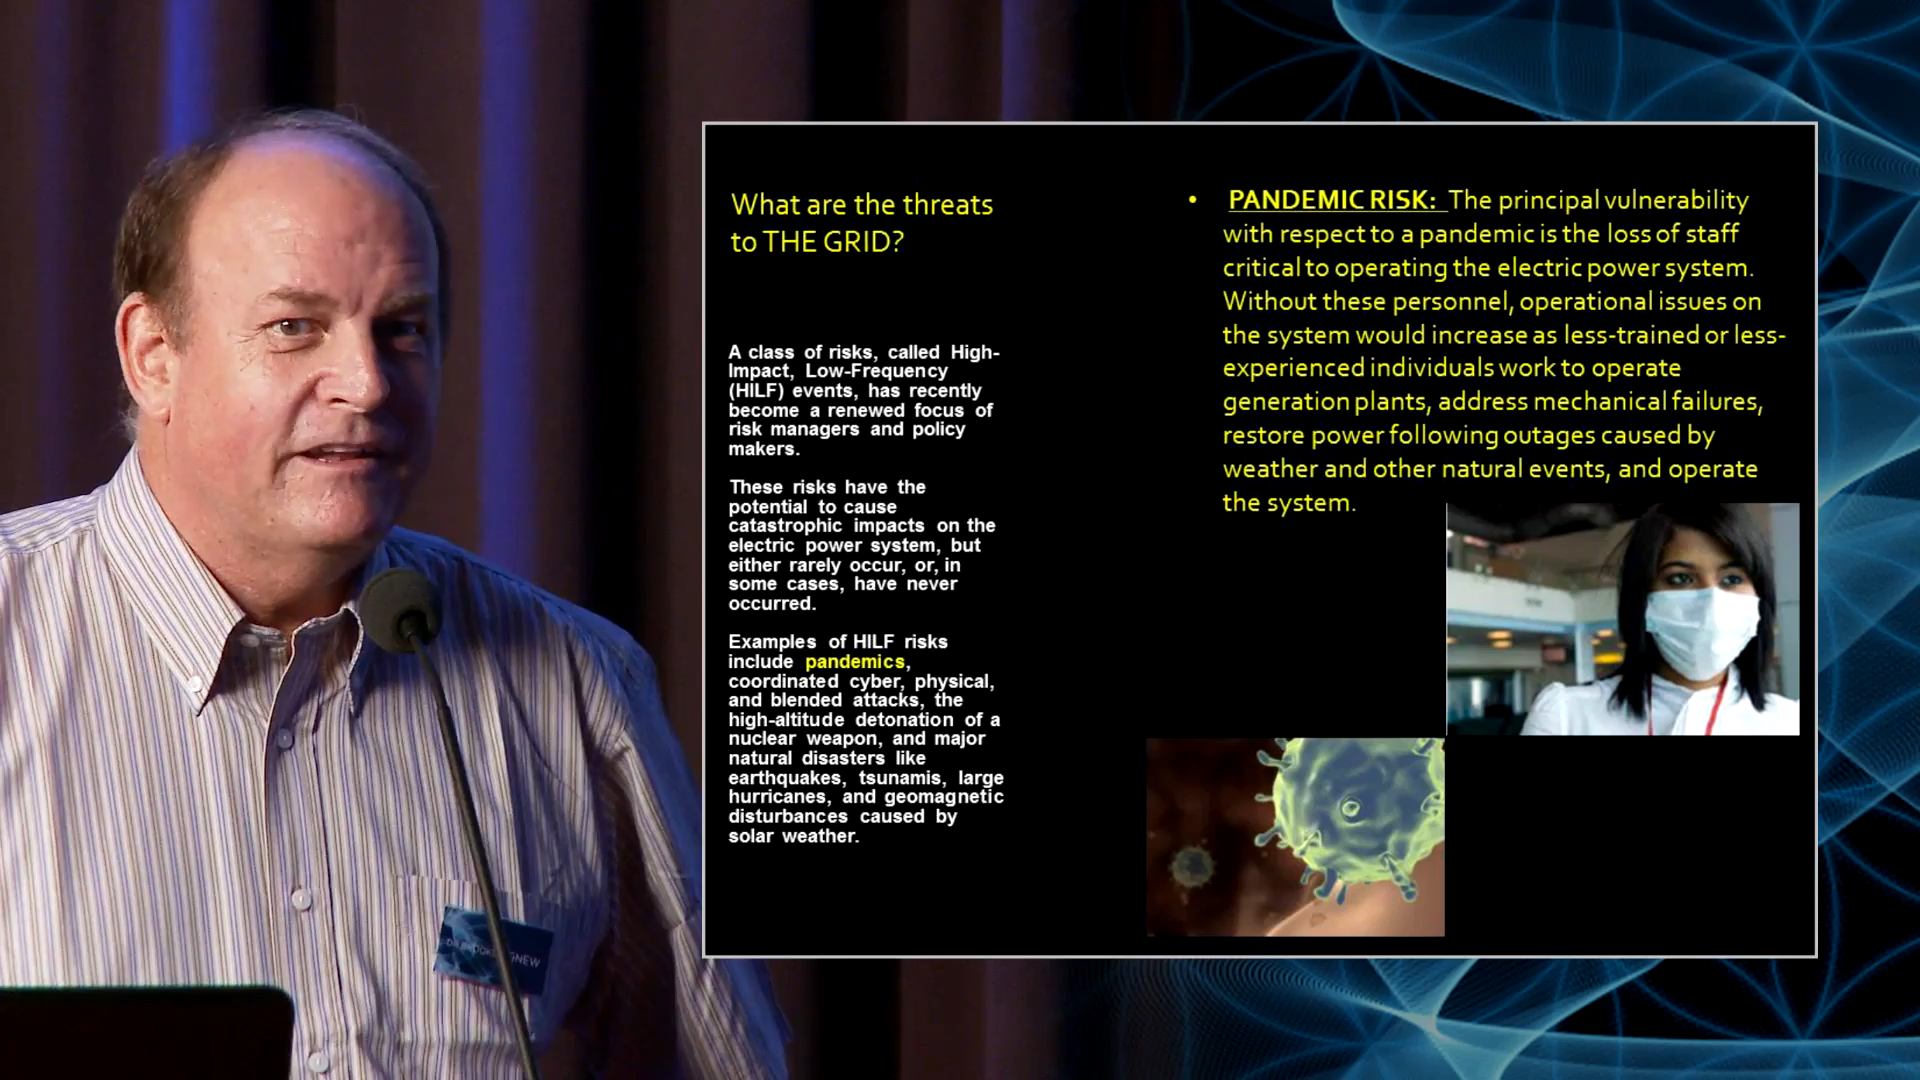 What are the threats
to THE GRID?
A class of risks, called High-
Impact, Low-Frequency
(HILF) events, has recently
become a renewed focus of
risk managers and policy
makers.
These risks have the
potential to cause
catastrophic impacts on the
electric power system, but
either rarely occur, or, in
some cases, have never
occurred.
Examples of HILF risks
include pandemics,
coordinated cyber, physical,
and blended attacks, the
high-altitude detonation of a
nuclear weapon, and major
natural disasters like
earthquakes, tsunamis, large
hurricanes, and geomagnetic
disturbances caused by
solar weather.
• PANDEMIC RISK: The principal vulnerability
with respect to a pandemic is the loss of staff
critical to operating the electric power system.
Without these personnel, operational issues on
the system would increase as less-trained or less-
experienced individuals work to operate
generation plants, address mechanical failures,
restore power following outages caused by
weather and other natural events, and operate
the system.
DR